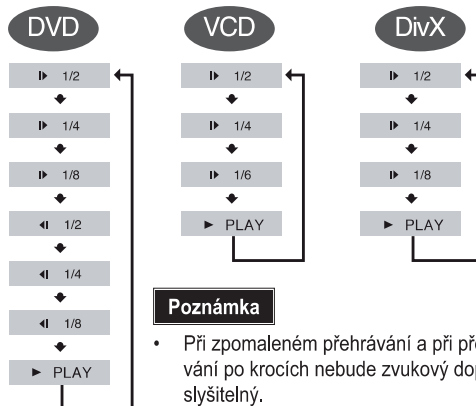 DVD
I▶ 1/2
I▶ 1/4
I▶ 1/8
◀I 1/2
◀I 1/4
◀I 1/8
► PLAY
VCD
I▶ 1/2
I▶ 1/4
I▶ 1/6
► PLAY
DivX
I▶ 1/2
I▶ 1/4
I▶ 1/8
► PLAY
Poznámka
• Při zpomaleném přehrávání a při
vání po krocích nebude zvukový
slyšitelný.